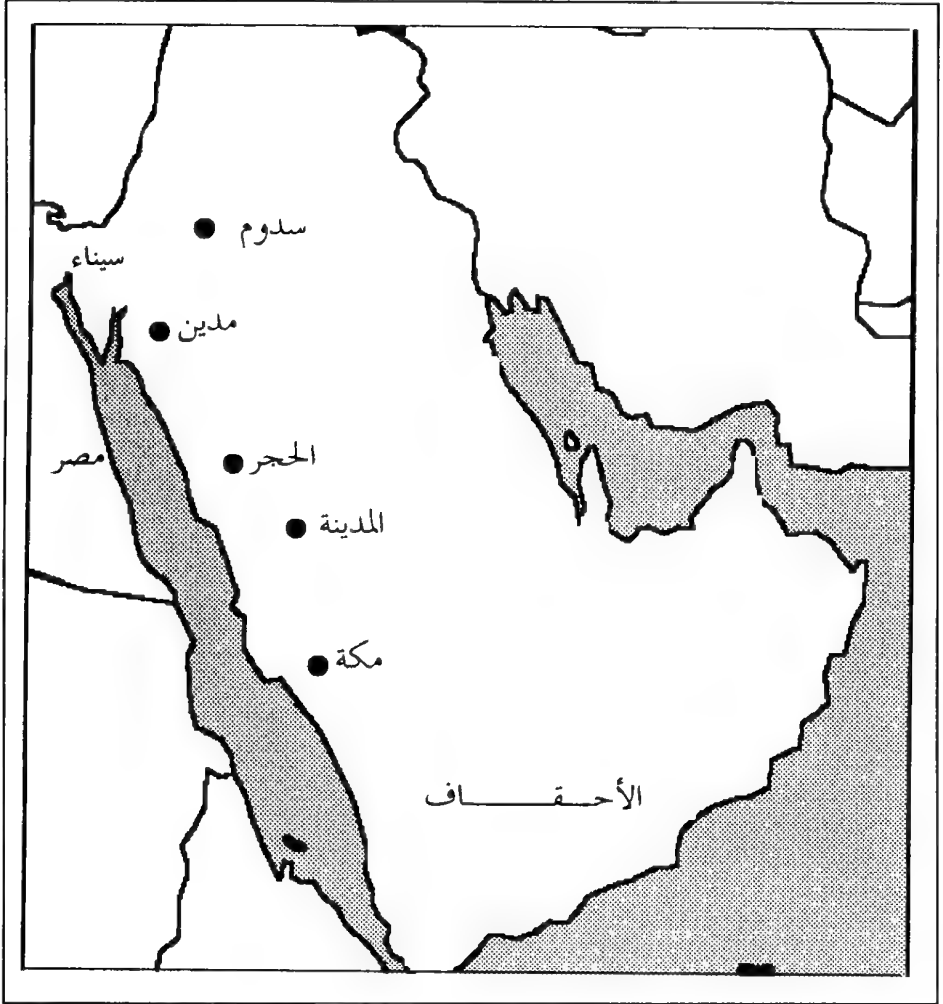 سدوم
سيناء
مدين
مصر
الحجر
المدينة
مكة
الأحقاف